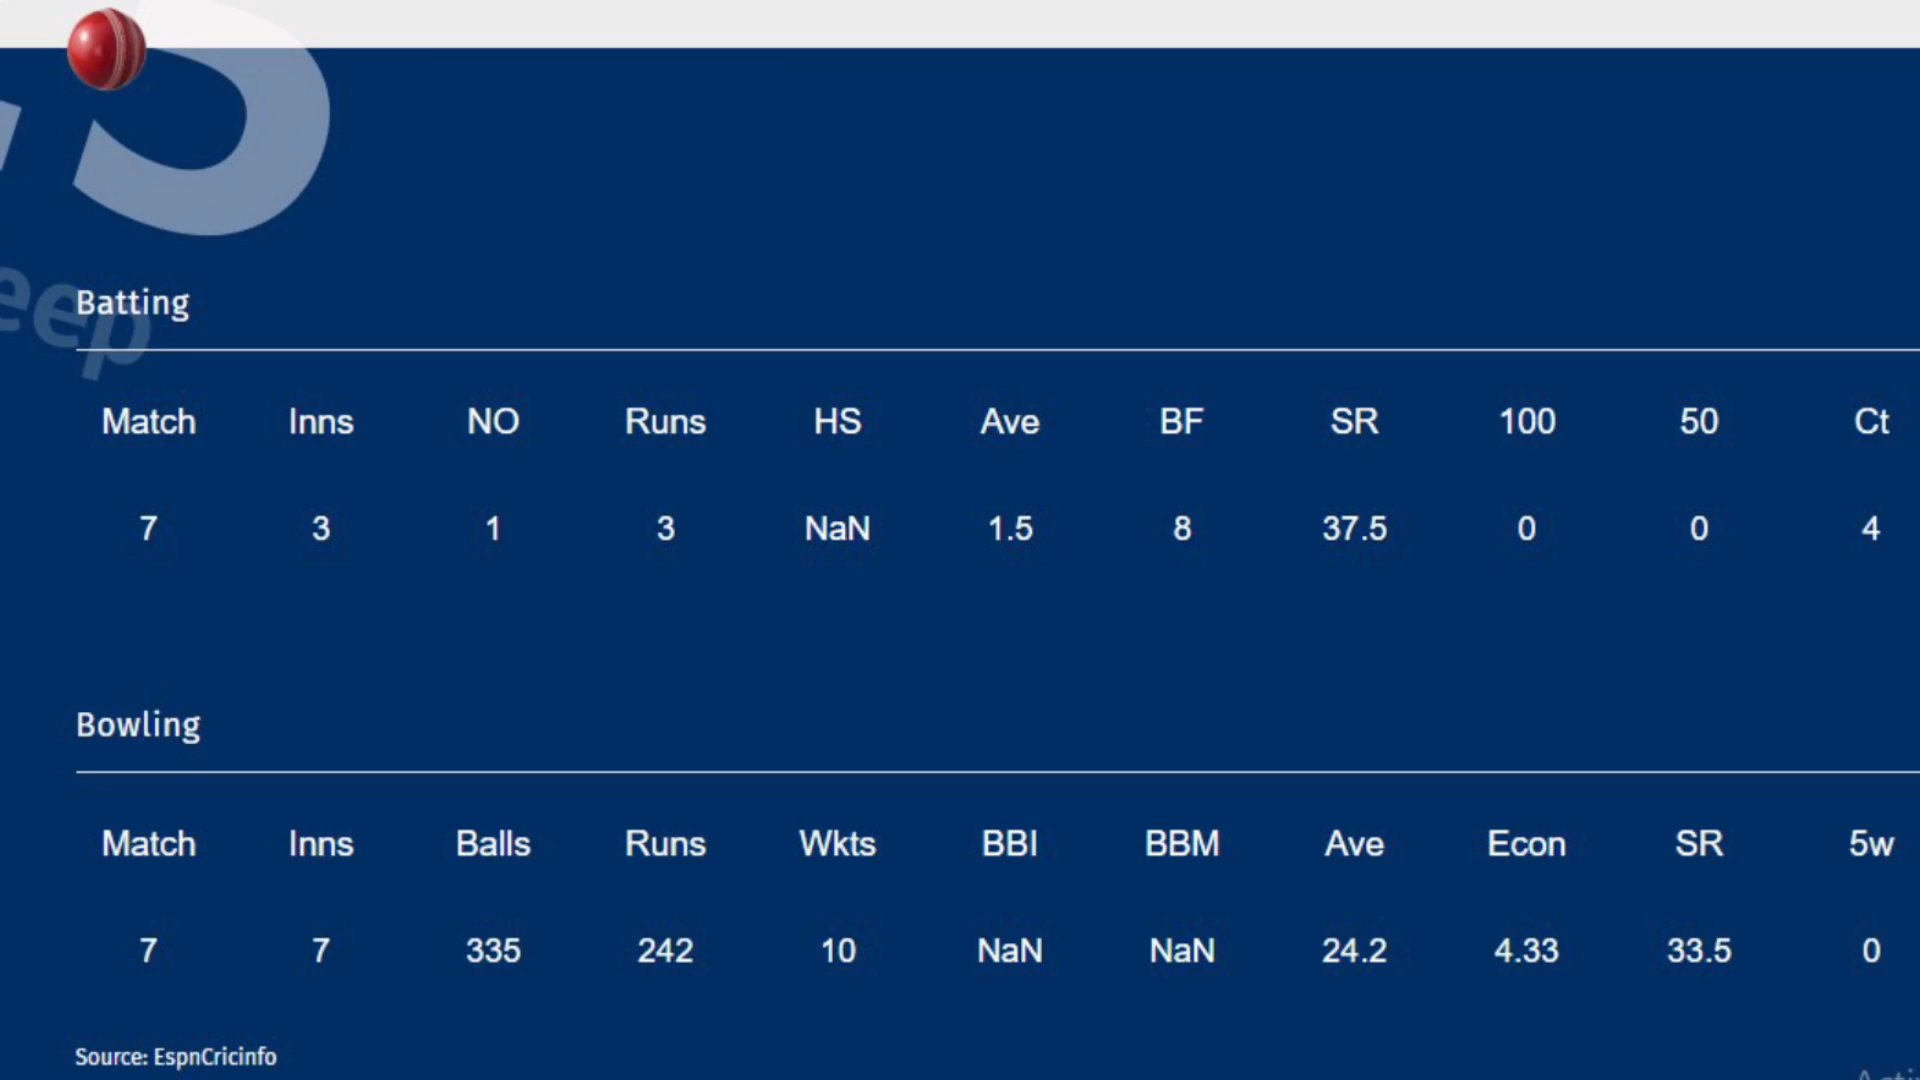 eep
Batting
Match Inns NO Runs HS Ave BF SR 100 50 Ct
7 3 1 3 NaN 1.5 8 37.5 0 0 4
Bowling
Match Inns Balls Runs Wkts BBI BBM Ave Econ SR 5w
7 7 335 242 10 NaN NaN 24.2 4.33 33.5 0
Source: EspnCricinfo